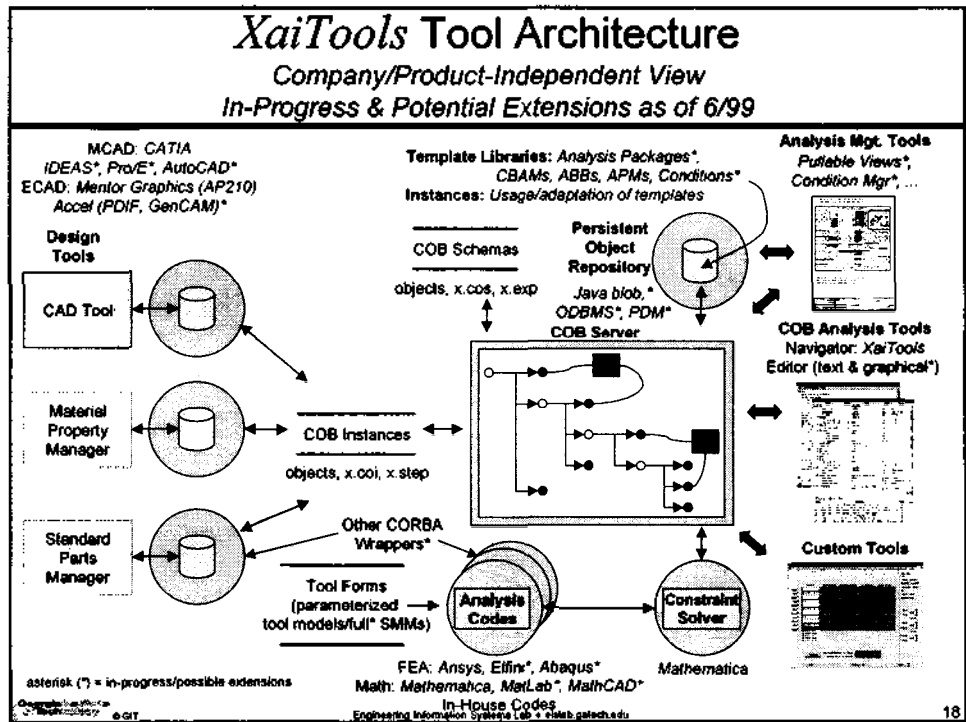 XaiTools Tool Architecture
Company/Product-Independent View
In-Progress & Potential Extensions as of 6/99
MCAD: CATIA
IDEAS*, Pro/E*, AutoCAD*
ECAD: Mentor Graphics (AP210)
Accel (PDIF, GenCAM)*
Design
Tools
CAD Tool
Material
Property
Manager
Standard
Parts
Manager
Template Libraries: Analysis Packages*,
CBAMs, ABBs, APMs, Conditions*
Instances: Usage/adaptation of templates
COB Schemas
objects, x.cos, x.exp
Persistent
Object
Repository
Java blob,*
ODBMS*, PDM*
COB Server
COB Instances
objects, x.coi, x.step
Other CORBA
Wrappers*
Tool Forms
(parameterized
tool models/full* SMMs)
Analysis
Codes
Constraint
Solver
Mathematica
FEA: Ansys, Elfini*, Abaqus*
Math: Mathematica, MatLab*, MathCAD*
In-House Codes
Analysis Mgt. Tools
Pullable Views*,
Condition Mgr*, ...
COB Analysis Tools
Navigator: XaiTools
Editor (text & graphical*)
Custom Tools
asterisk (*) = in-progress/possible extensions
© GIT
Engineering Information Systems Lab • eislab.gatech.edu
18